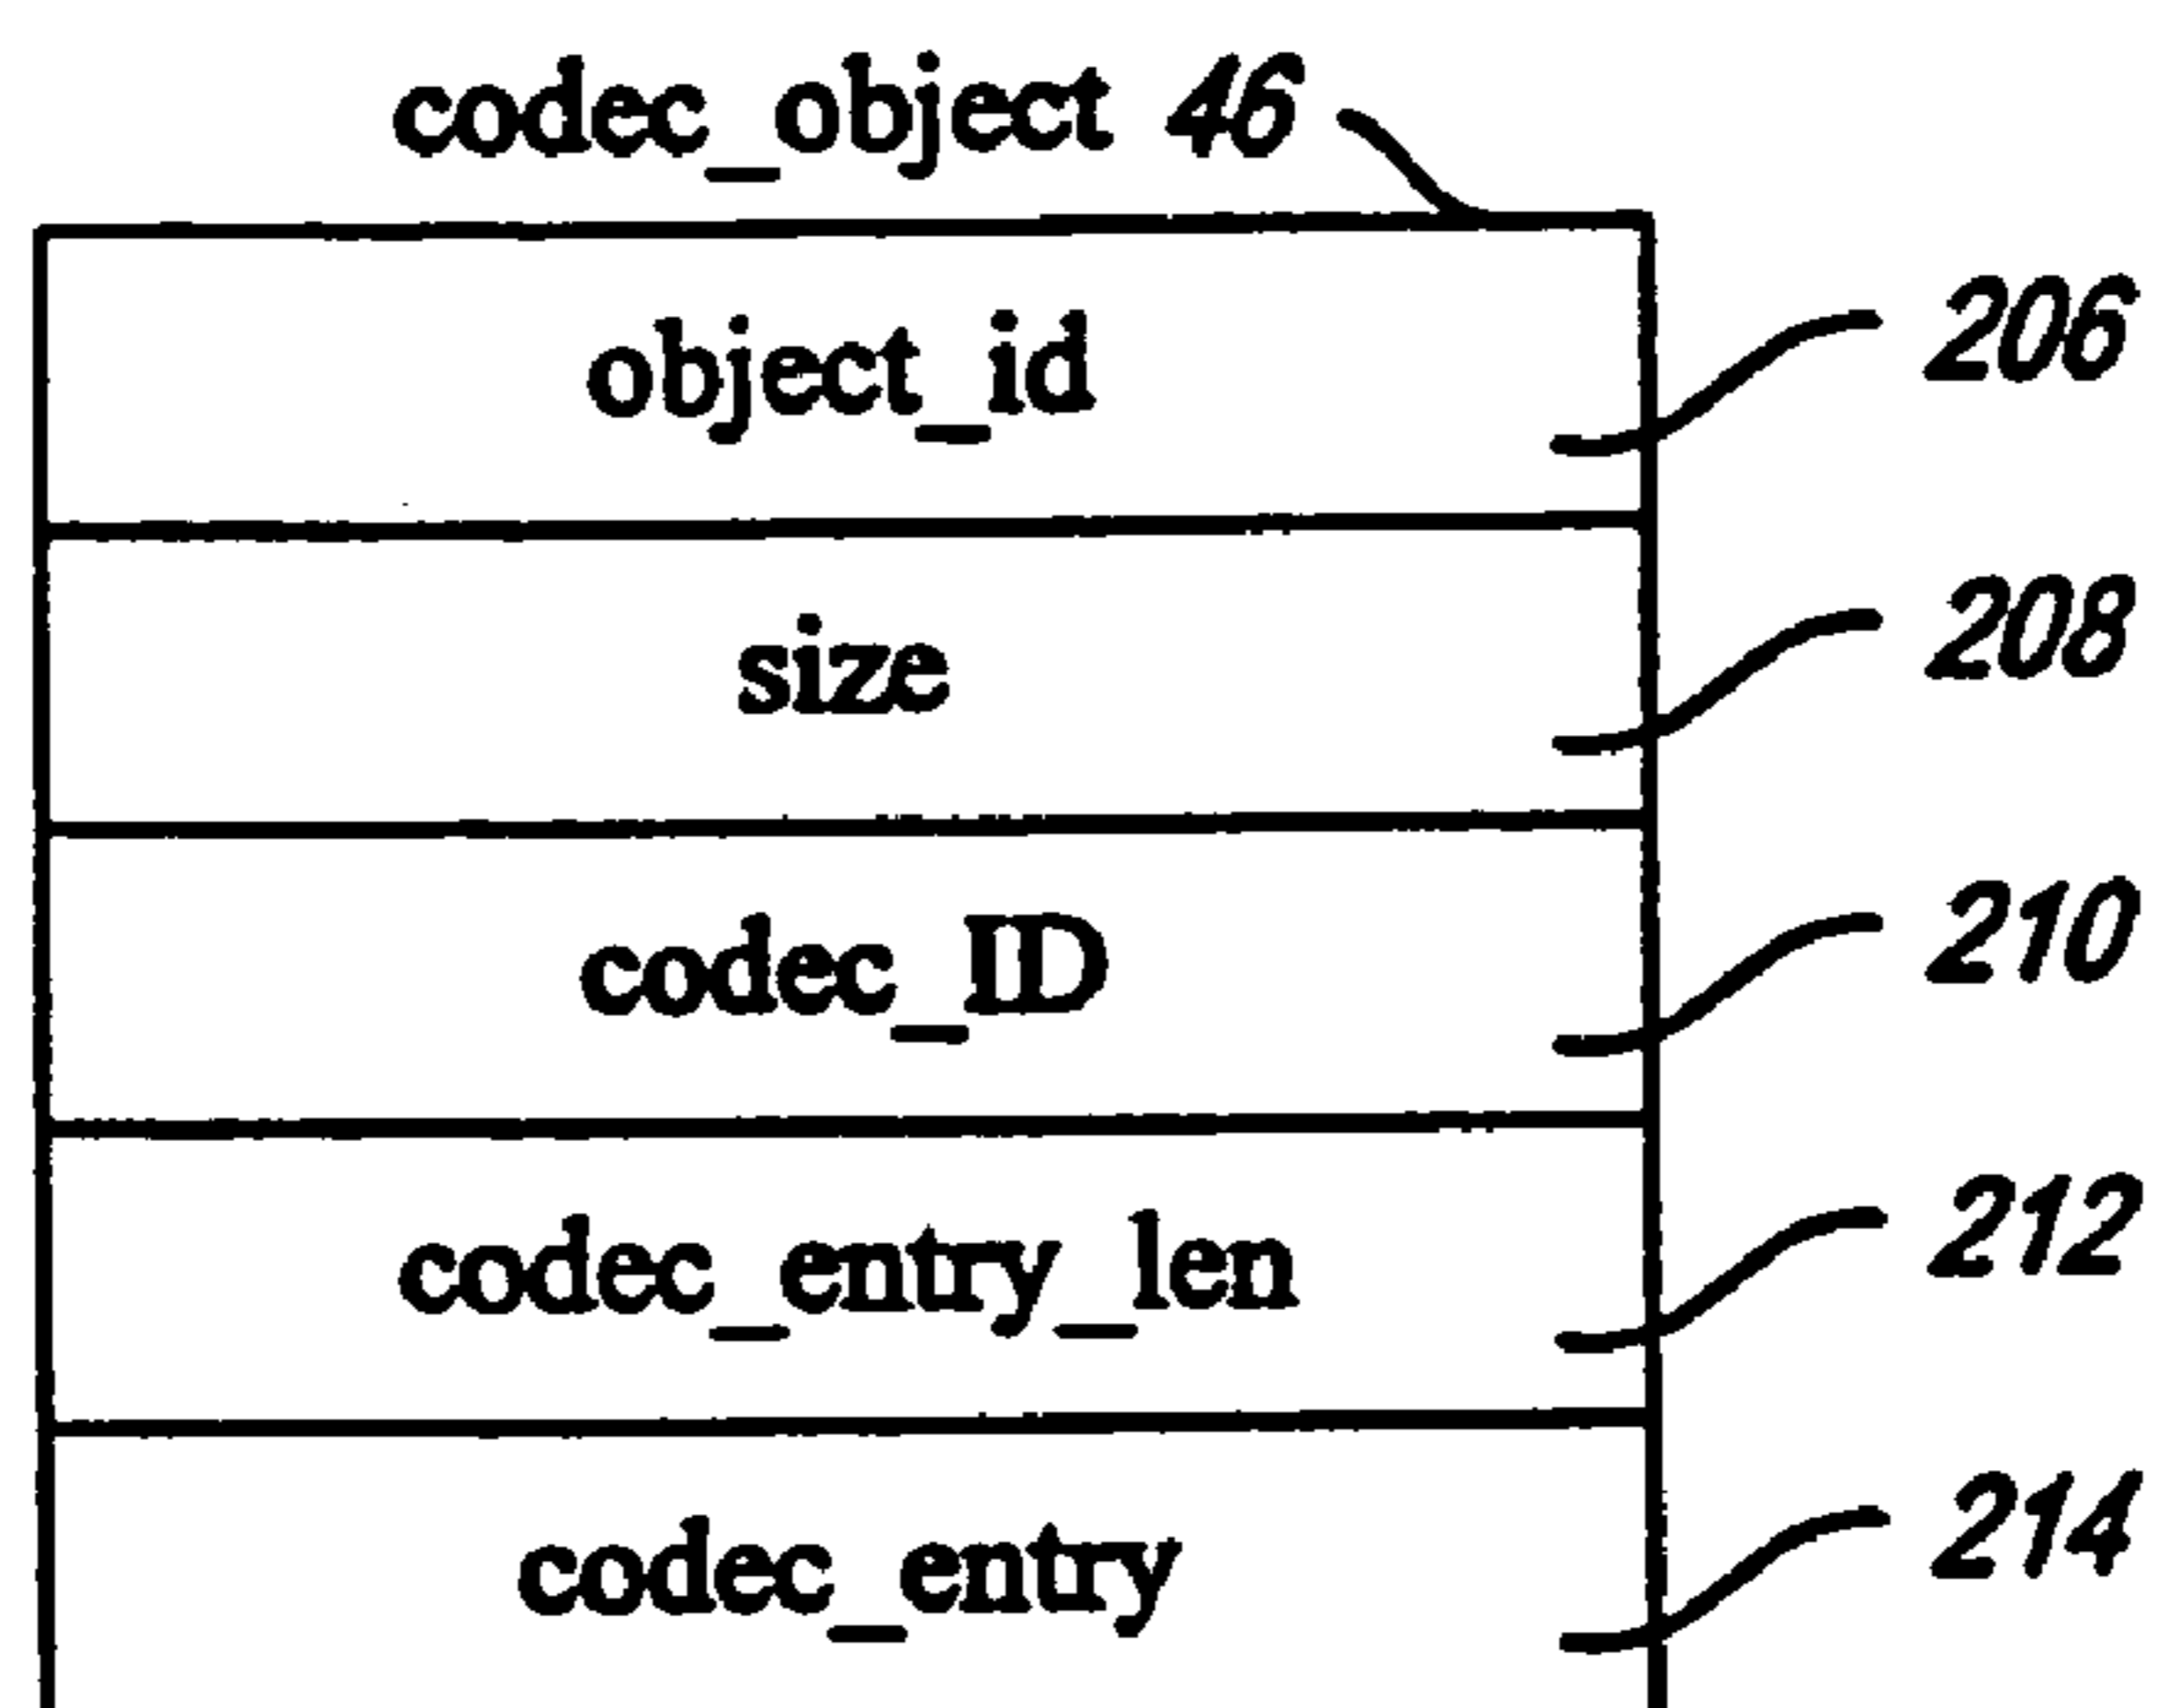 codec_object 46
object_id 206
size 208
codec_ID 210
codec_entry_len 212
codec_entry 214